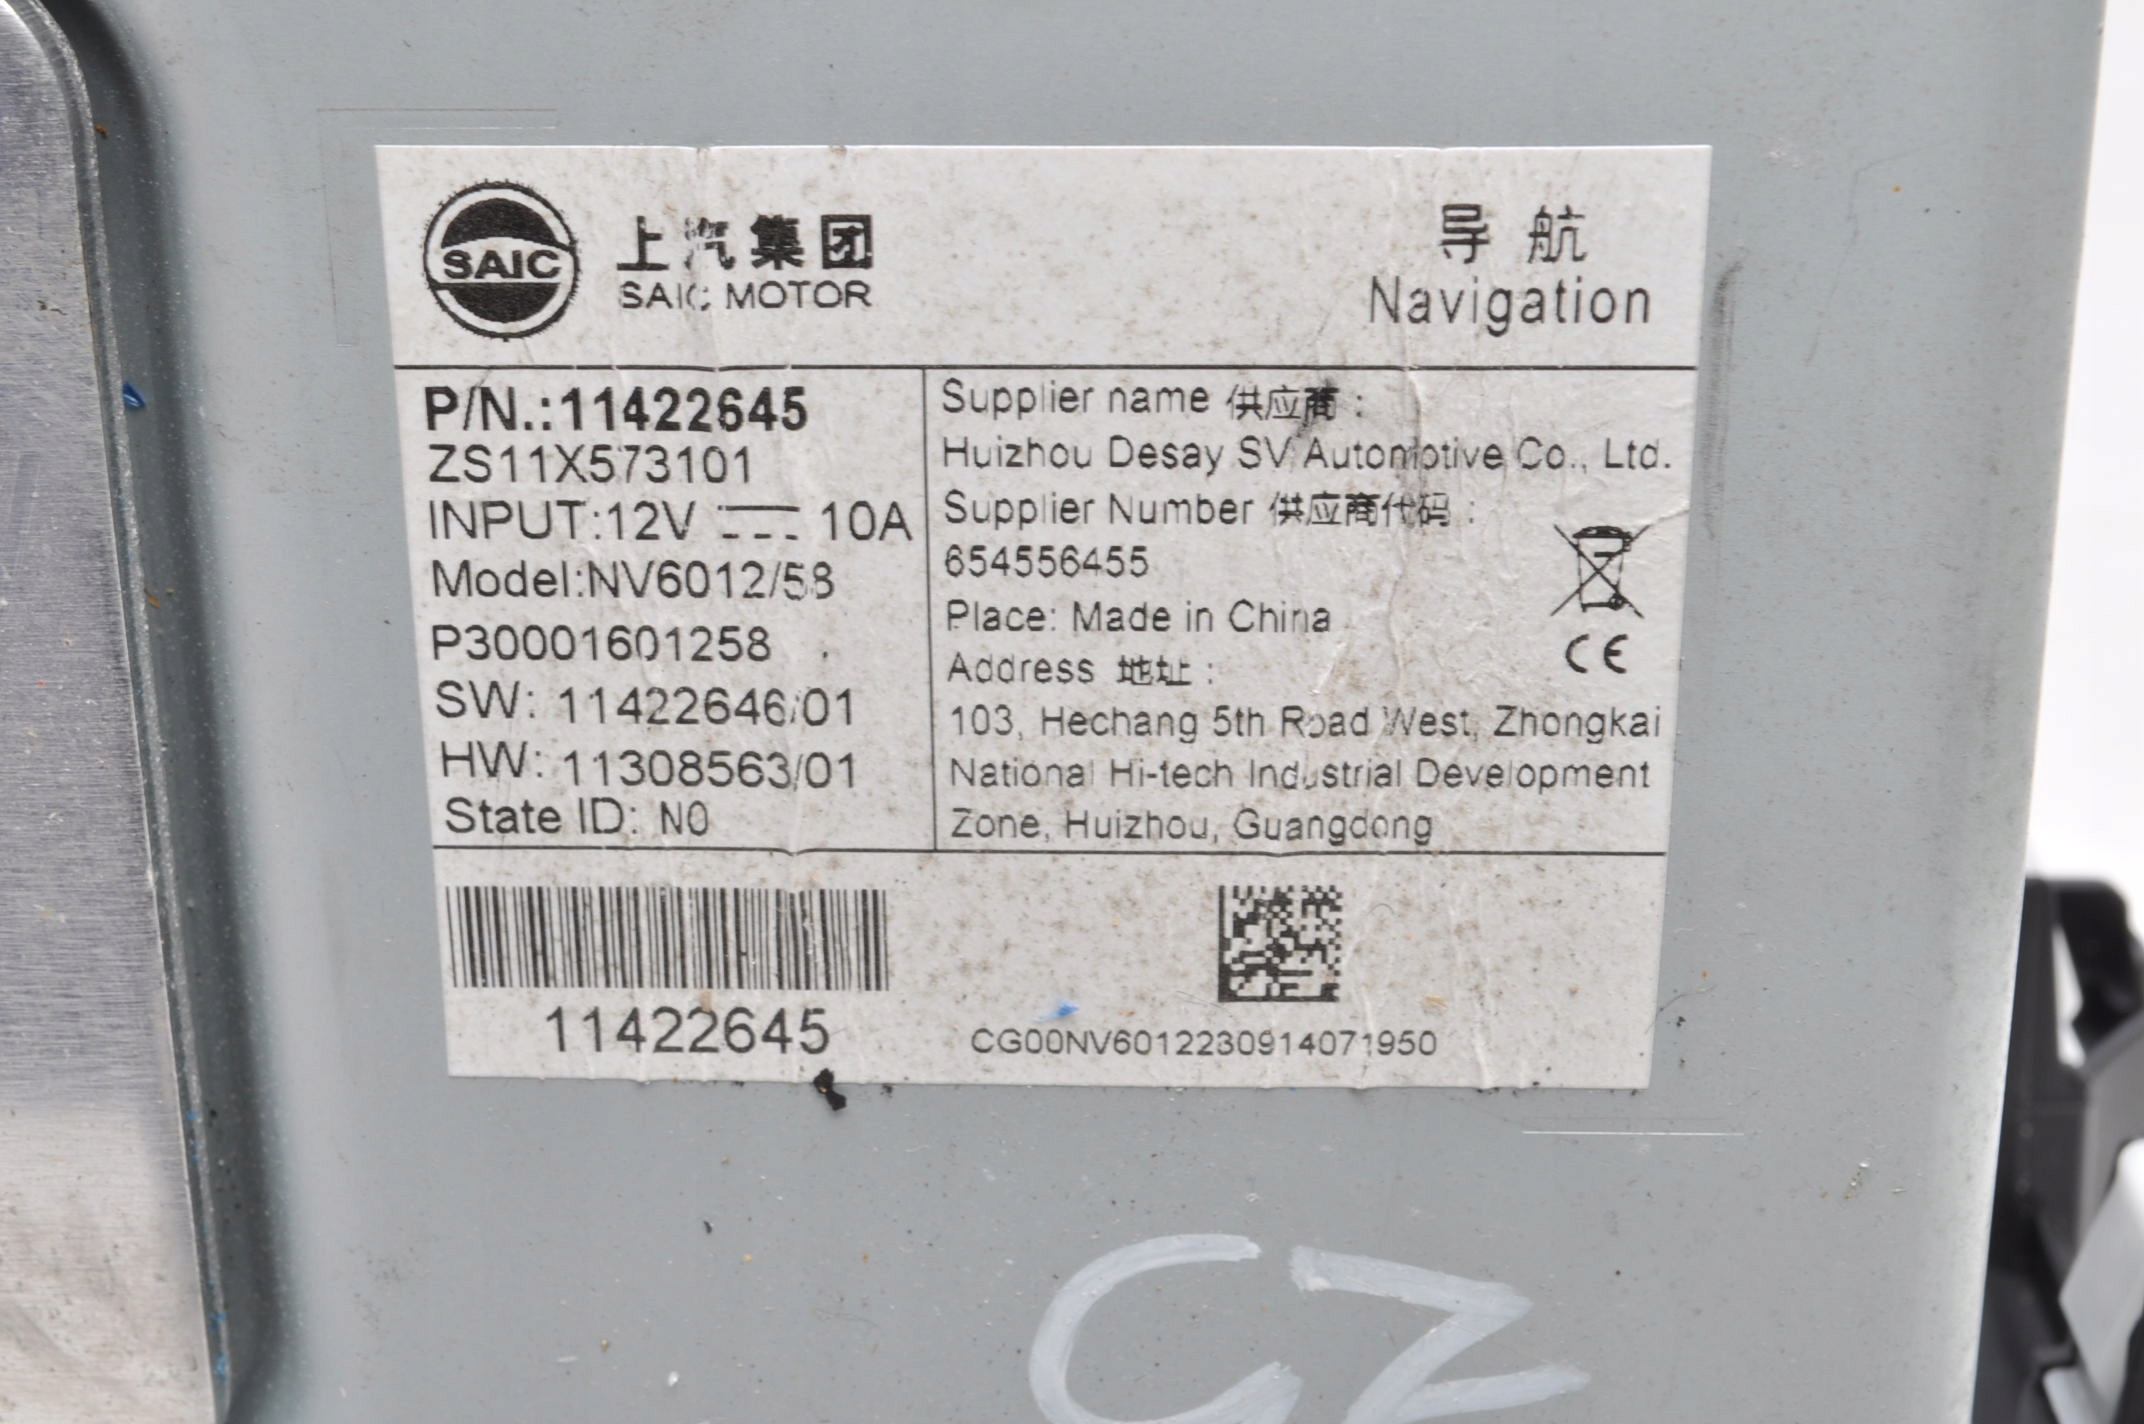 SAIC
上汽集团
SAIC MOTOR
导航
Navigation
P/N.:11422645
ZS11X573101
INPUT:12V ⎓ 10A
Model:NV6012/58
P30001601258
SW: 11422646/01
HW: 11308563/01
State ID: N0
Supplier name 供应商:
Huizhou Desay SV Automotive Co., Ltd.
Supplier Number 供应商代码:
654556455
Place: Made in China
Address 地址:
103, Hechang 5th Road West, Zhongkai
National Hi-tech Industrial Development
Zone, Huizhou, Guangdong
CE
11422645
CG00NV6012230914071950
CZ